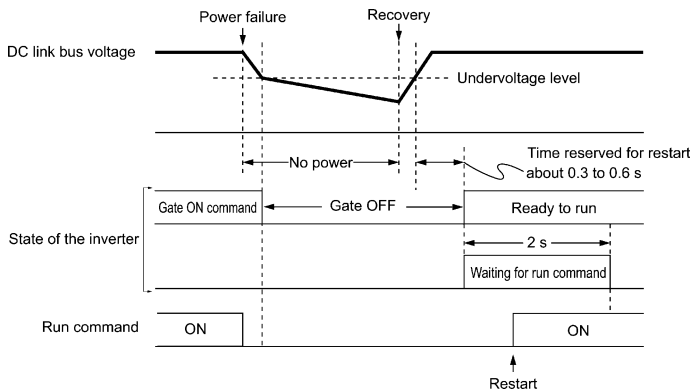 Power failure
Recovery
DC link bus voltage
Undervoltage level
No power
Time reserved for restart
about 0.3 to 0.6 s
Gate ON command
Gate OFF
Ready to run
State of the inverter
2 s
Waiting for run command
Run command
ON
ON
Restart